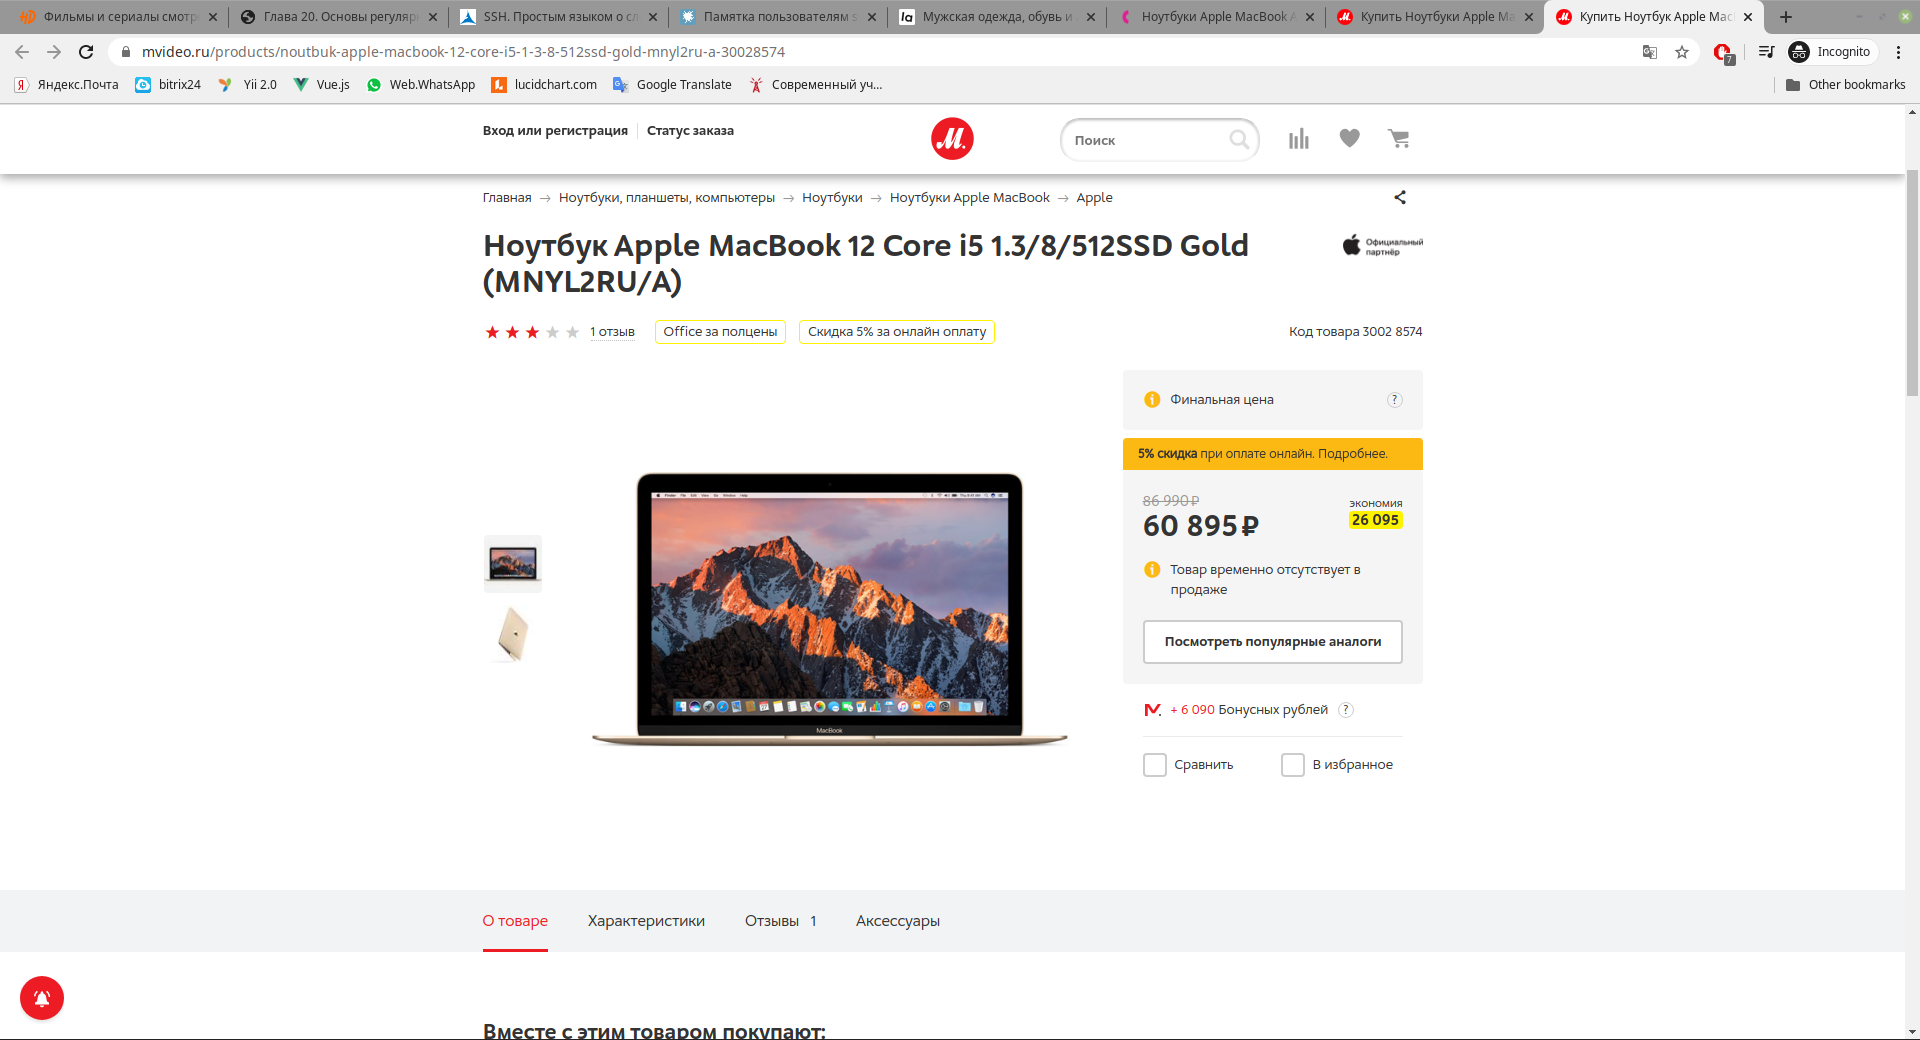 Фильмы и сериалы смотр
Глава 20. Основы регуляр
SSH. Простым языком о сл
Памятка пользователям s
Мужская одежда, обувь и
Ноутбуки Apple MacBook A
Купить Ноутбуки Apple Ma
Купить Ноутбук Apple Mac
mvideo.ru/products/noutbuk-apple-macbook-12-core-i5-1-3-8-512ssd-gold-mnyl2ru-a-30028574
7
Incognito
Яндекс.Почта
bitrix24
Yii 2.0
Vue.js
Web.WhatsApp
lucidchart.com
Google Translate
Современный уч...
Other bookmarks
Вход или регистрация
Статус заказа
М.
Поиск
Главная → Ноутбуки, планшеты, компьютеры → Ноутбуки → Ноутбуки Apple MacBook → Apple
Ноутбук Apple MacBook 12 Core i5 1.3/8/512SSD Gold
(MNYL2RU/A)
Официальный
партнёр
1 отзыв
Office за полцены
Скидка 5% за онлайн оплату
Код товара 3002 8574
Финальная цена
?
5% скидка при оплате онлайн. Подробнее.
86 990 ₽
экономия
60 895 ₽
26 095
Товар временно отсутствует в
продаже
Посмотреть популярные аналоги
+ 6 090 Бонусных рублей ?
Сравнить
В избранное
MacBook
О товаре
Характеристики
Отзывы 1
Аксессуары
Вместе с этим товаром покупают: